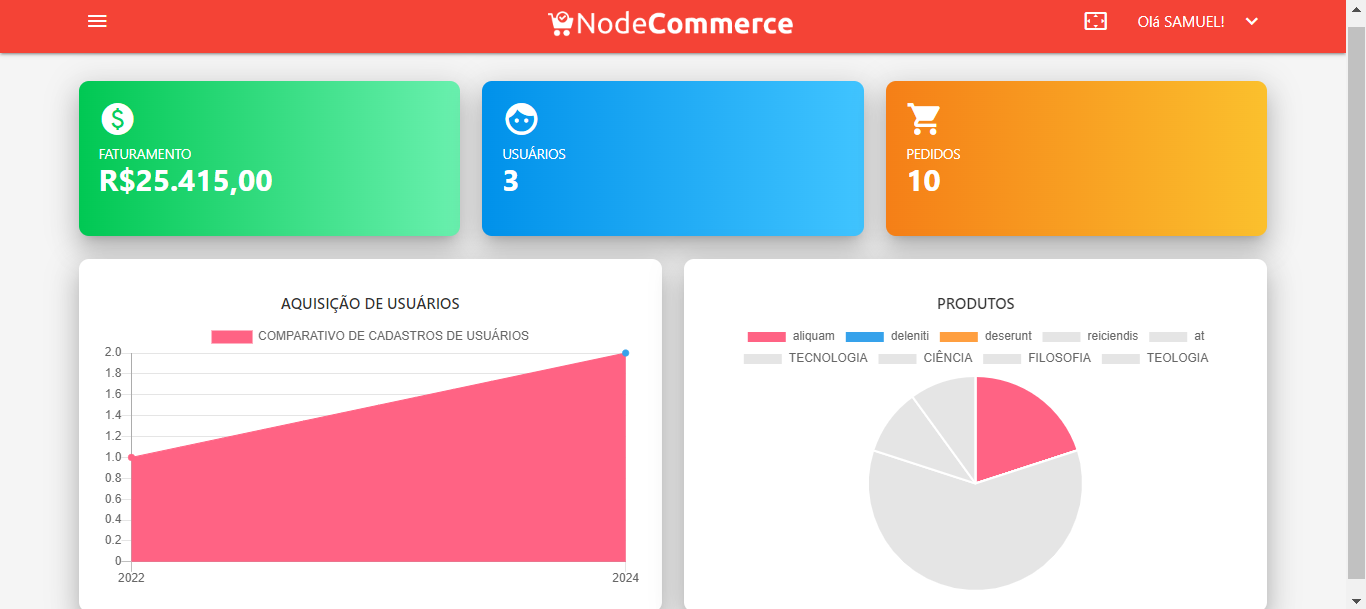 NodeCommerce
Olá SAMUEL!
FATURAMENTO
R$25.415,00
USUÁRIOS
3
PEDIDOS
10
AQUISIÇÃO DE USUÁRIOS
COMPARATIVO DE CADASTROS DE USUÁRIOS
2.0
1.8
1.6
1.4
1.2
1.0
0.8
0.6
0.4
0.2
0
2022 2024
PRODUTOS
aliquam deleniti deserunt reiciendis at
TECNOLOGIA CIÊNCIA FILOSOFIA TEOLOGIA